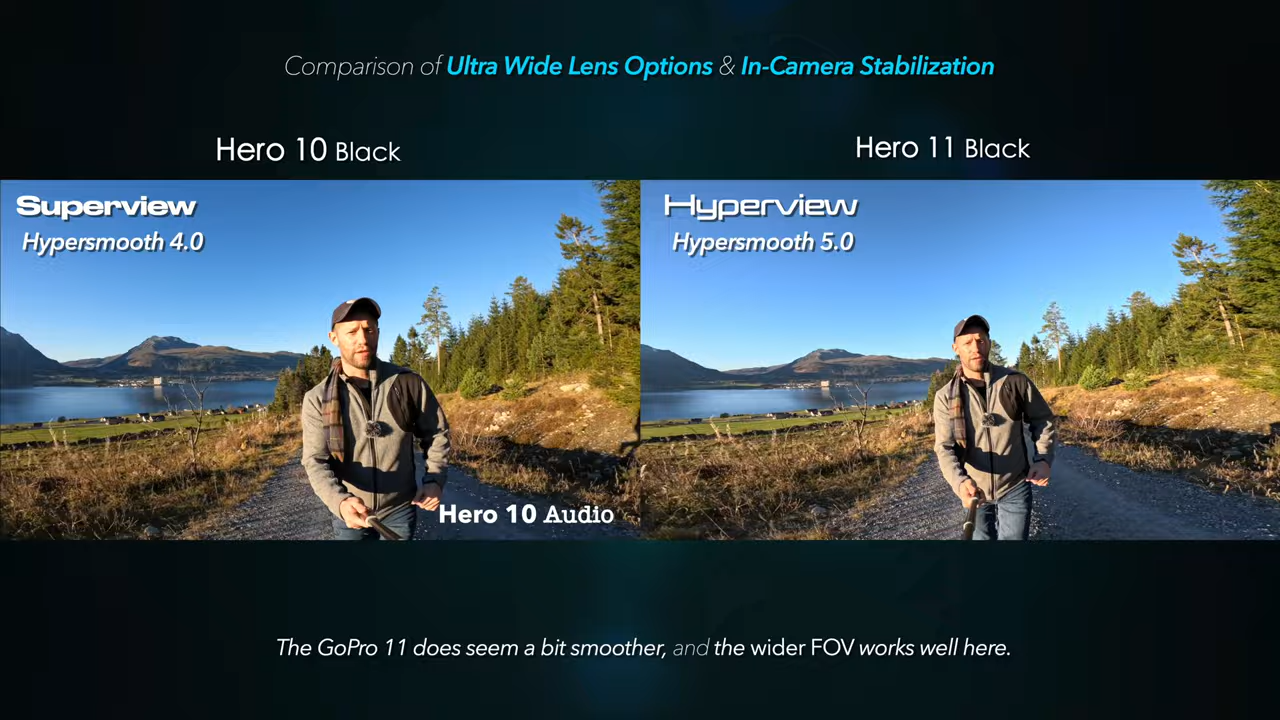 Comparison of Ultra Wide Lens Options & In-Camera Stabilization
Hero 10 Black
Hero 11 Black
Superview
Hypersmooth 4.0
Hyperview
Hypersmooth 5.0
Hero 10 Audio
The GoPro 11 does seem a bit smoother, and the wider FOV works well here.